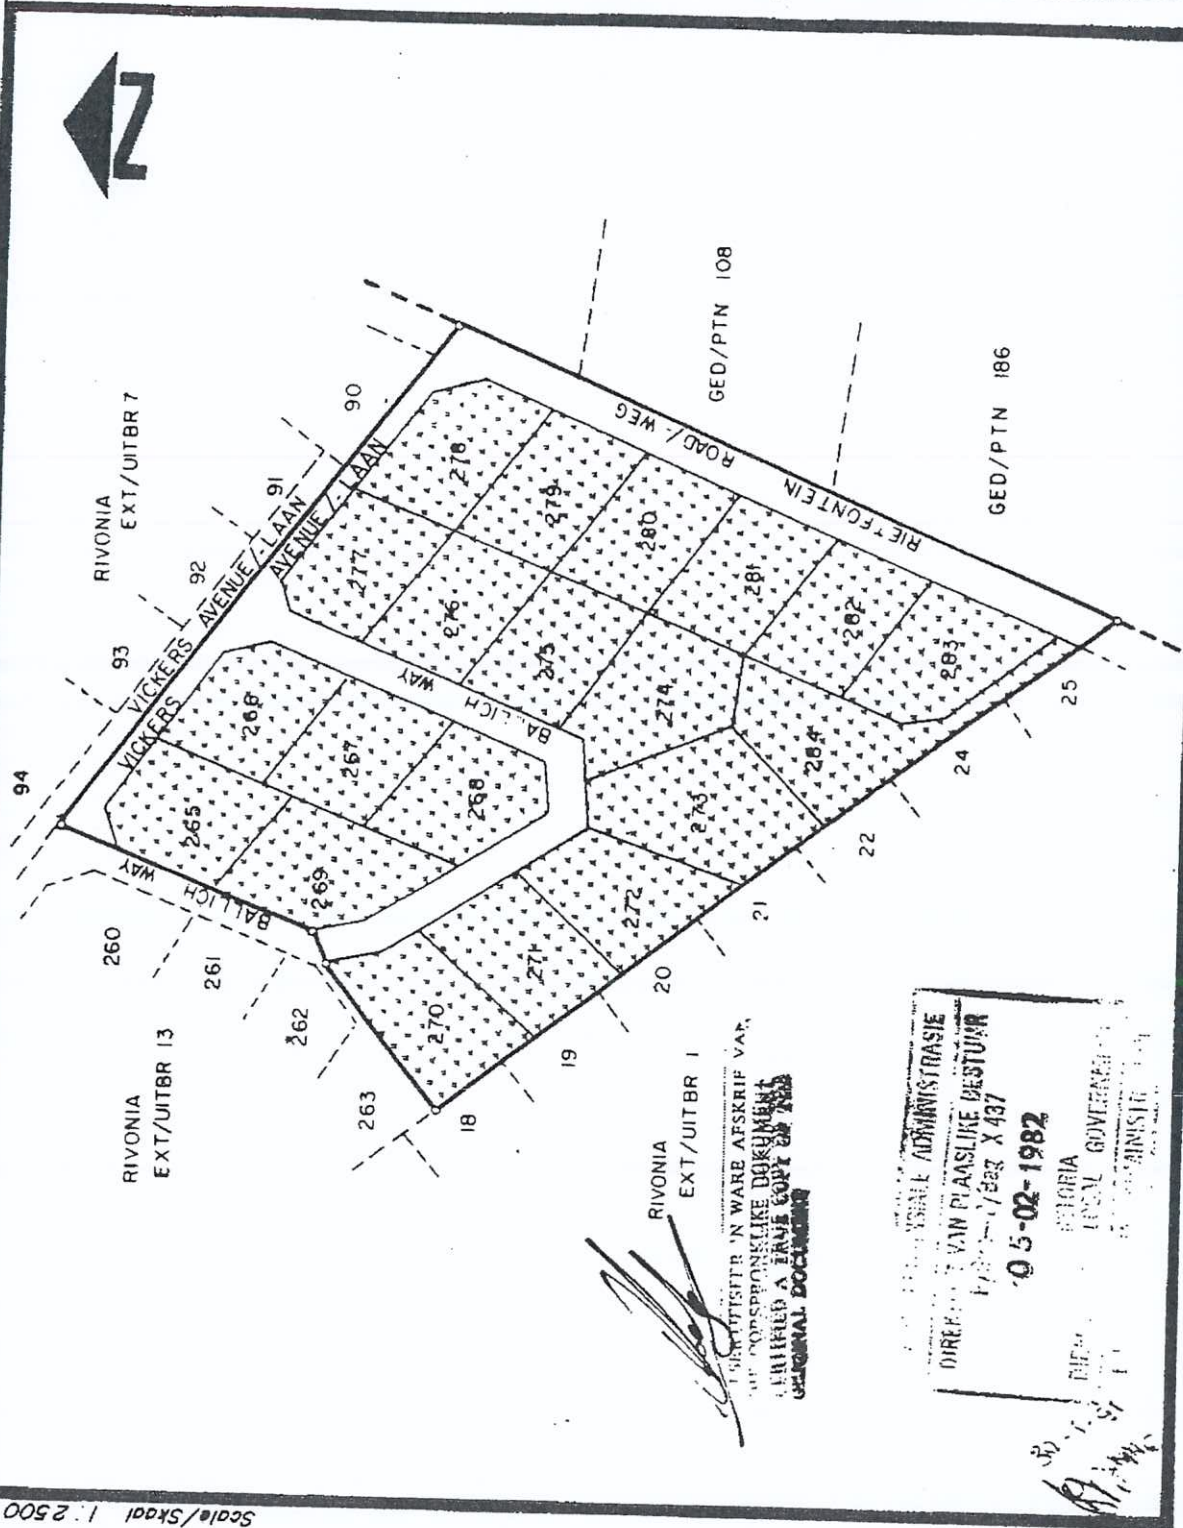 Scale/Skaal 1:2500
N
94
RIVONIA
EXT/UITBR 7
93
92
91
90
VICKERS AVENUE/-LAAN
VICKERS AVENUE/-LAAN
RIVONIA
EXT/UITBR 13
260
261
262
263
BALLICH WAY
BALLICH WAY
265
266
267
268
269
270
271
272
273
274
275
276
277
278
279
280
281
282
283
284
RIETFONTEIN ROAD/-WEG
GED/PTN 108
GED/PTN 186
18
19
20
21
22
24
25
RIVONIA
EXT/UITBR 1
'N WARE AFSKRIF VAN
OORSPRONKLIKE DOKUMENT
CERTIFIED A TRUE COPY OF THE
ORIGINAL DOCUMENT
ADMINISTRASIE
VAN PLAASLIKE BESTUUR
X 437
05-02-1982
PRETORIA
LOCAL GOVERNMENT